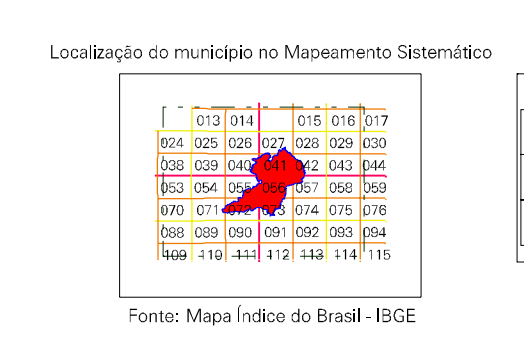 Localização do município no Mapeamento Sistemático
013 014 015 016 017
024 025 026 027 028 029 030
038 039 040 041 042 043 044
053 054 055 056 057 058 059
070 071 072 073 074 075 076
088 089 090 091 092 093 094
109 110 111 112 113 114 115
Fonte: Mapa Índice do Brasil - IBGE